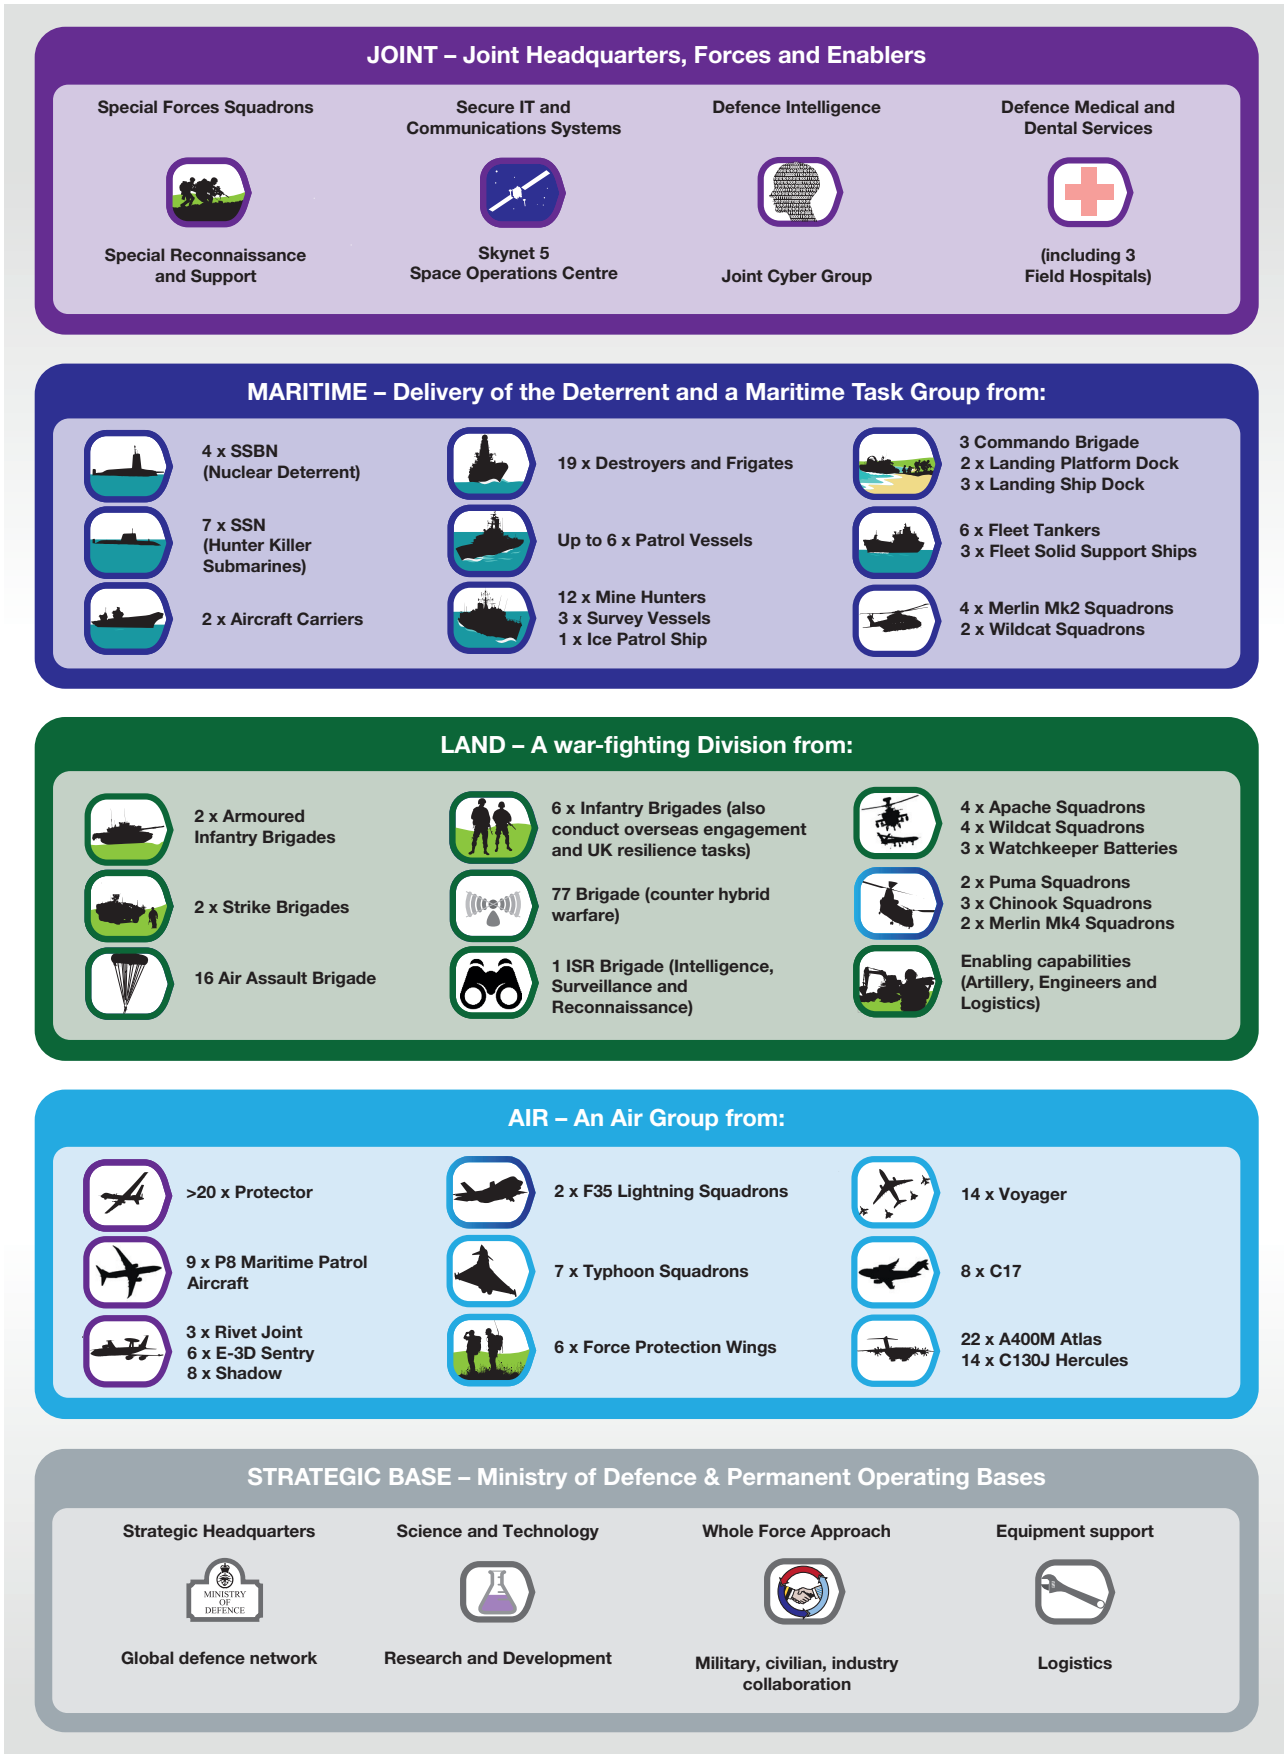 JOINT – Joint Headquarters, Forces and Enablers
Special Forces Squadrons
Special Reconnaissance
and Support
Secure IT and
Communications Systems
Skynet 5
Space Operations Centre
Defence Intelligence
Joint Cyber Group
Defence Medical and
Dental Services
(including 3
Field Hospitals)
MARITIME – Delivery of the Deterrent and a Maritime Task Group from:
4 x SSBN
(Nuclear Deterrent)
7 x SSN
(Hunter Killer
Submarines)
2 x Aircraft Carriers
19 x Destroyers and Frigates
Up to 6 x Patrol Vessels
12 x Mine Hunters
3 x Survey Vessels
1 x Ice Patrol Ship
3 Commando Brigade
2 x Landing Platform Dock
3 x Landing Ship Dock
6 x Fleet Tankers
3 x Fleet Solid Support Ships
4 x Merlin Mk2 Squadrons
2 x Wildcat Squadrons
LAND – A war-fighting Division from:
2 x Armoured
Infantry Brigades
2 x Strike Brigades
16 Air Assault Brigade
6 x Infantry Brigades (also
conduct overseas engagement
and UK resilience tasks)
77 Brigade (counter hybrid
warfare)
1 ISR Brigade (Intelligence,
Surveillance and
Reconnaissance)
4 x Apache Squadrons
4 x Wildcat Squadrons
3 x Watchkeeper Batteries
2 x Puma Squadrons
3 x Chinook Squadrons
2 x Merlin Mk4 Squadrons
Enabling capabilities
(Artillery, Engineers and
Logistics)
AIR – An Air Group from:
>20 x Protector
9 x P8 Maritime Patrol
Aircraft
3 x Rivet Joint
6 x E-3D Sentry
8 x Shadow
2 x F35 Lightning Squadrons
7 x Typhoon Squadrons
6 x Force Protection Wings
14 x Voyager
8 x C17
22 x A400M Atlas
14 x C130J Hercules
STRATEGIC BASE – Ministry of Defence & Permanent Operating Bases
Strategic Headquarters
MINISTRY
OF
DEFENCE
Global defence network
Science and Technology
Research and Development
Whole Force Approach
Military, civilian, industry
collaboration
Equipment support
Logistics